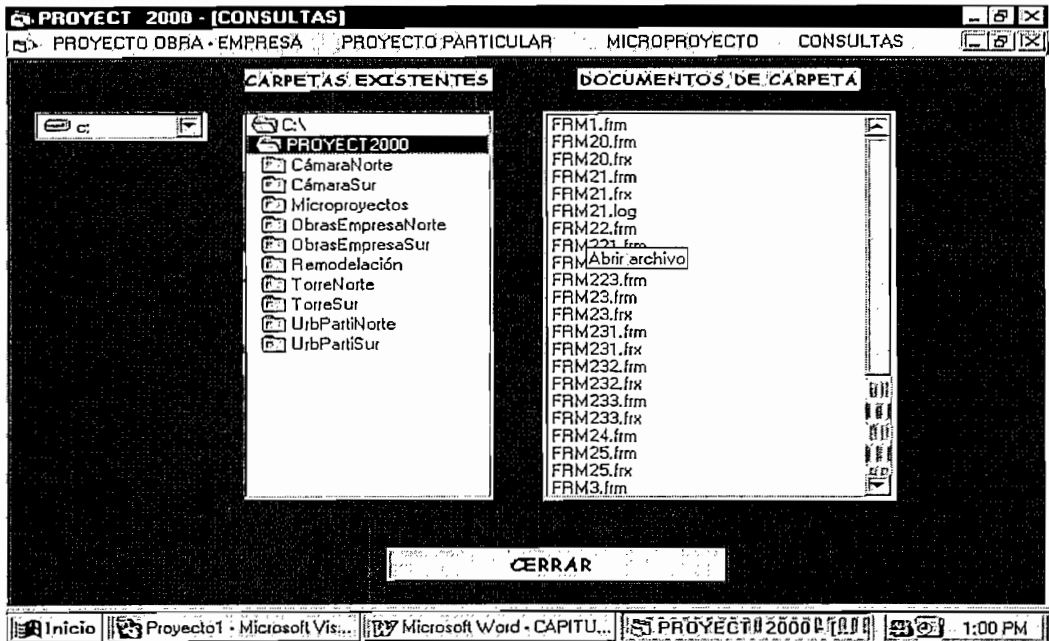 PROYECT 2000 - [CONSULTAS]
PROYECTO OBRA - EMPRESA PROYECTO PARTICULAR MICROPROYECTO CONSULTAS
CARPETAS EXISTENTES
DOCUMENTOS DE CARPETA
c:
C:\
PROYECT2000
CámaraNorte
CámaraSur
Microproyectos
ObrasEmpresaNorte
ObrasEmpresaSur
Remodelación
TorreNorte
TorreSur
UrbPartiNorte
UrbPartiSur
FRM1.frm
FRM20.frm
FRM20.frx
FRM21.frm
FRM21.frx
FRM21.log
FRM22.frm
FRM221.frm
Abrir archivo
FRM223.frm
FRM23.frm
FRM23.frx
FRM231.frm
FRM231.frx
FRM232.frm
FRM232.frx
FRM233.frm
FRM233.frx
FRM24.frm
FRM25.frm
FRM25.frx
FRM3.frm
CERRAR
Inicio Proyecto1 - Microsoft Vis... Microsoft Word - CAPITU... PROYECT 2000 1:00 PM